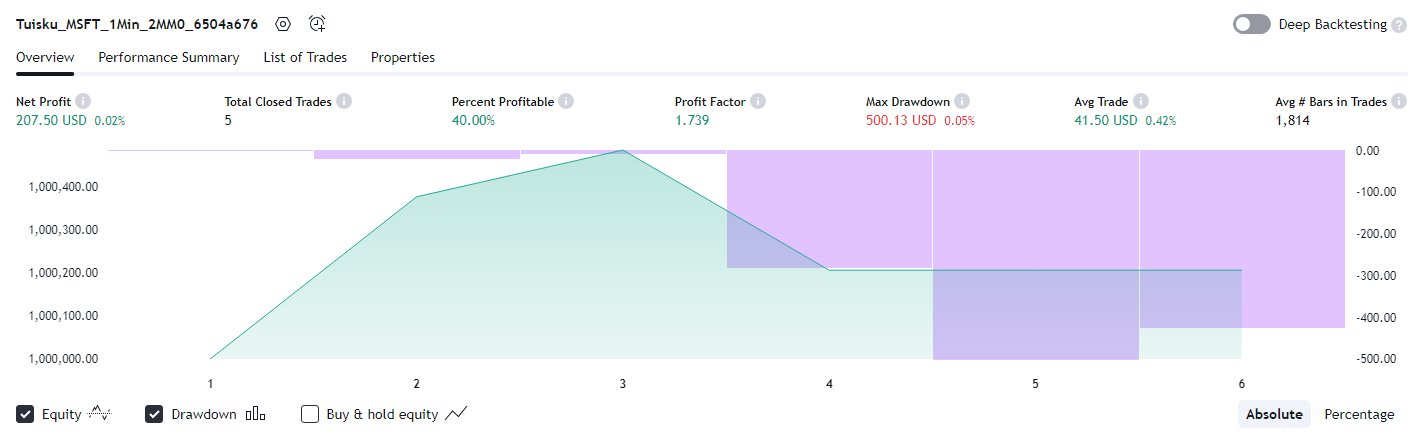 Tuisku_MSFT_1Min_2MM0_6504a676 Deep Backtesting ?
Overview Performance Summary List of Trades Properties
Net Profit Total Closed Trades Percent Profitable Profit Factor Max Drawdown Avg Trade Avg # Bars in Trades
207.50 USD 0.02% 5 40.00% 1.739 500.13 USD 0.05% 41.50 USD 0.42% 1,814
0.00
1,000,400.00 -100.00
1,000,300.00 -200.00
1,000,200.00 -300.00
1,000,100.00 -400.00
1,000,000.00 -500.00
1 2 3 4 5 6
Equity Drawdown Buy & hold equity Absolute Percentage